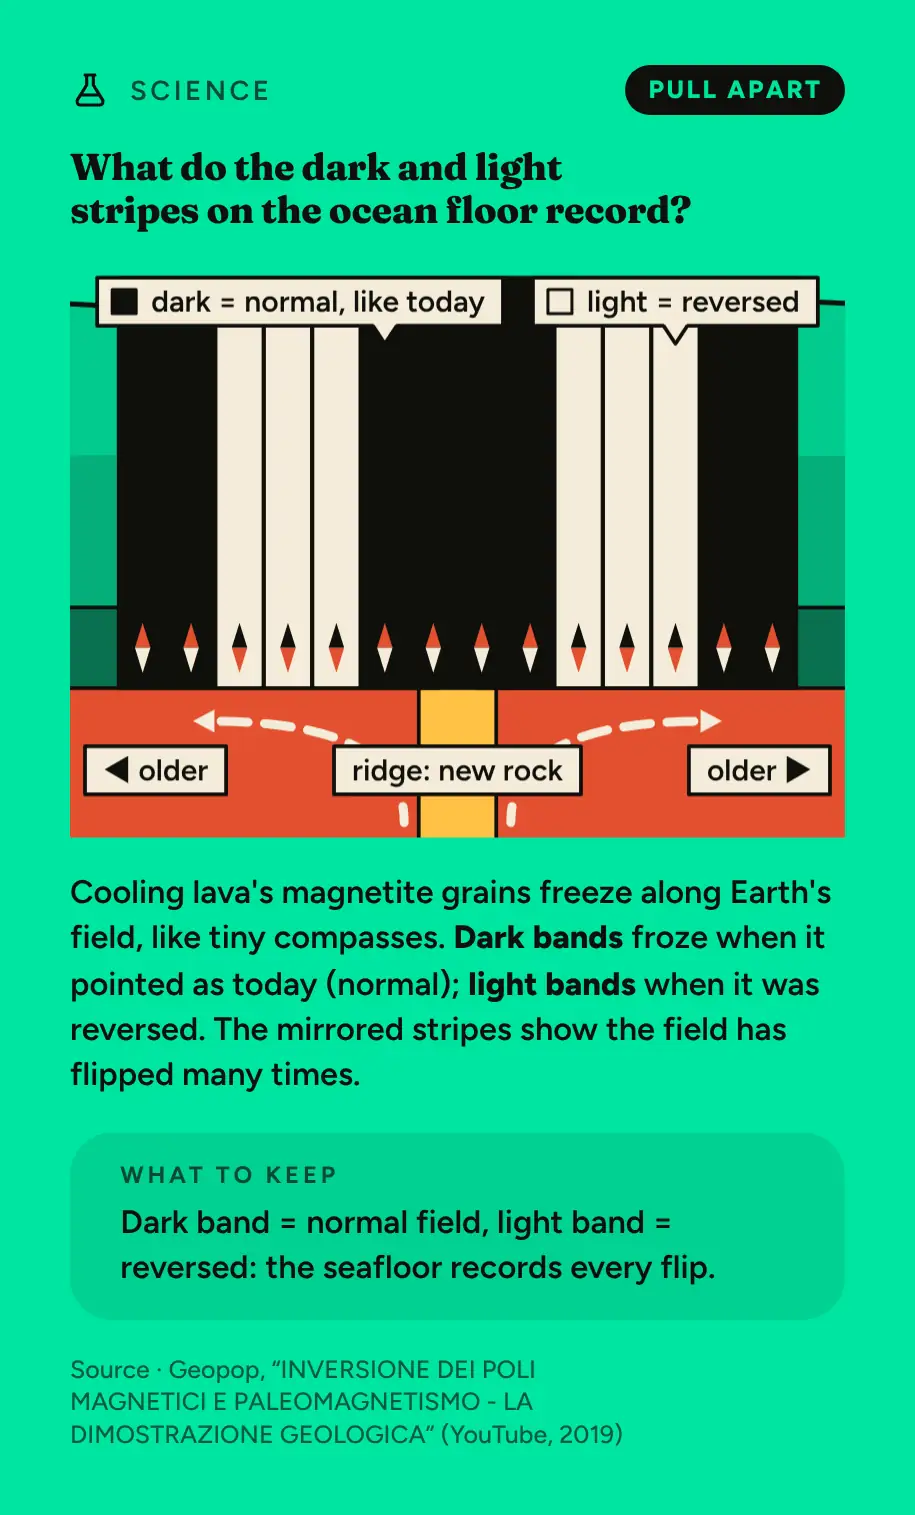 SCIENCE
PULL APART
What do the dark and light
stripes on the ocean floor record?
dark = normal, like today
light = reversed
older
ridge: new rock
older
Cooling lava's magnetite grains freeze along Earth's
field, like tiny compasses. Dark bands froze when it
pointed as today (normal); light bands when it was
reversed. The mirrored stripes show the field has
flipped many times.
WHAT TO KEEP
Dark band = normal field, light band =
reversed: the seafloor records every flip.
Source · Geopop, “INVERSIONE DEI POLI
MAGNETICI E PALEOMAGNETISMO - LA
DIMOSTRAZIONE GEOLOGICA” (YouTube, 2019)